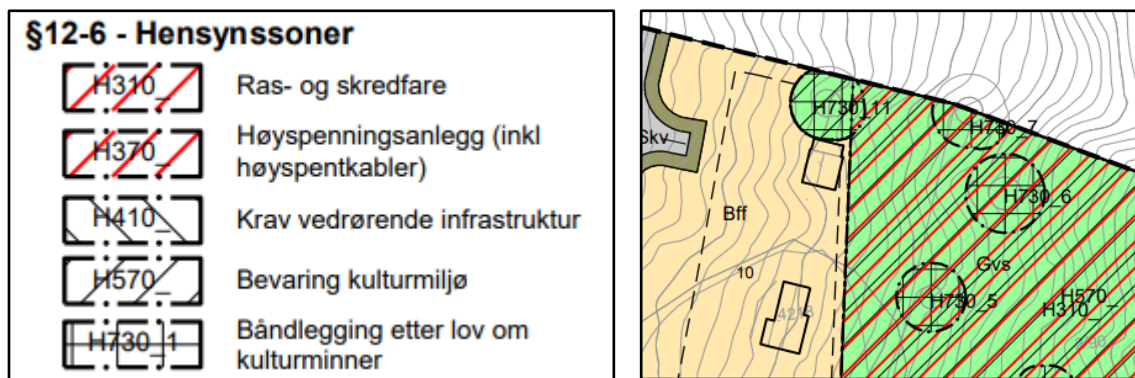 §12-6 - Hensynssoner
H310_
Ras- og skredfare
H370_
Høyspenningsanlegg (inkl
høyspentkabler)
H410_
Krav vedrørende infrastruktur
H570_
Bevaring kulturmiljø
H730_1
Båndlegging etter lov om
kulturminner
H730_11
H730_7
Skv
H730_6
Bff
Gvs
10
H730_5
H570_
H310_